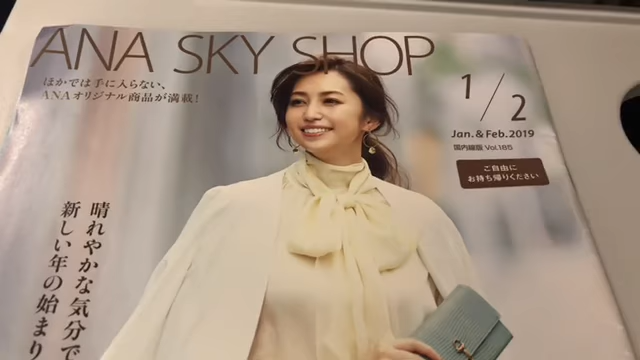 ANA SKY SHOP
ほかでは手に入らない、
ANAオリジナル商品が満載！
1/2
Jan.&Feb.2019
国内線版 Vol.185
ご自由に
お持ち帰りください
晴れやかな気分で
新しい年の始まり